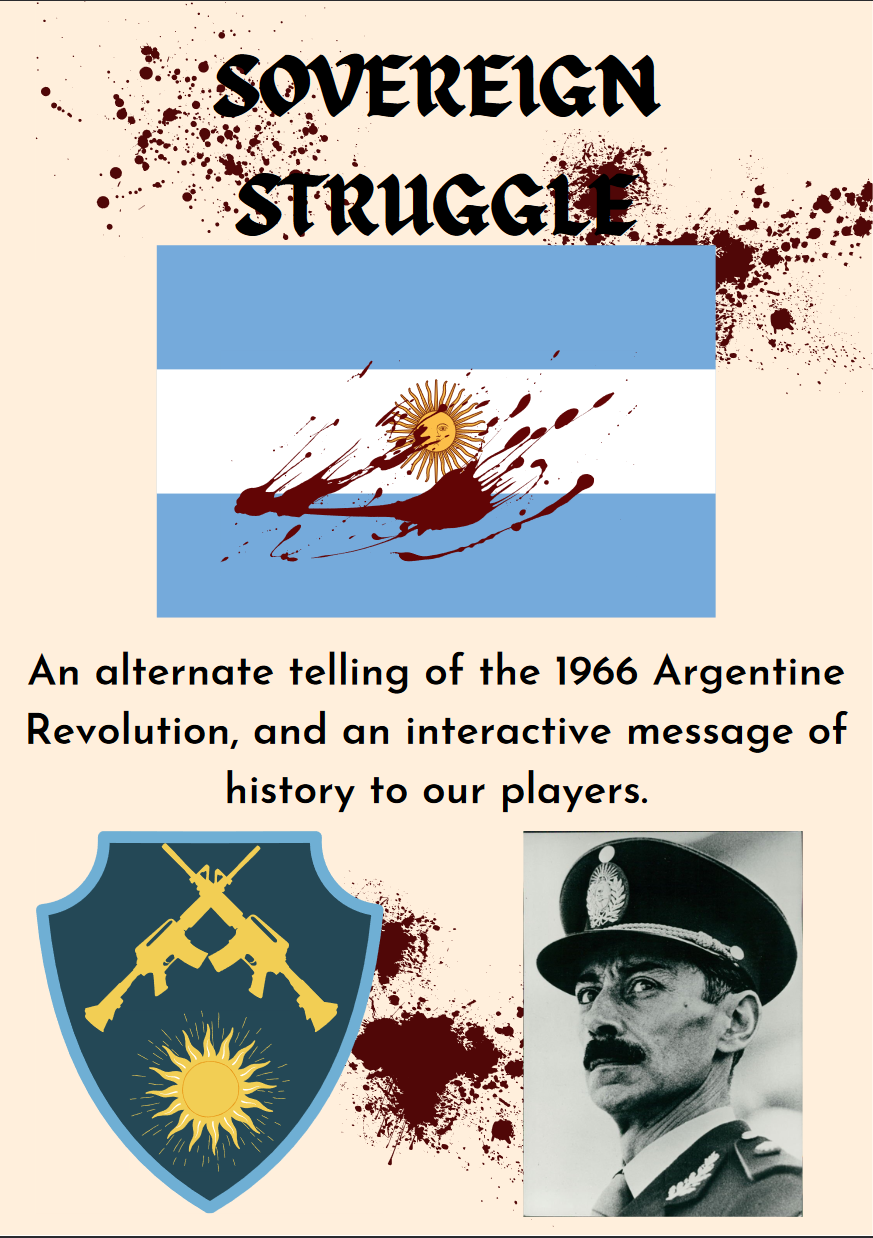 SOVEREIGN
STRUGGLE
An alternate telling of the 1966 Argentine
Revolution, and an interactive message of
history to our players.